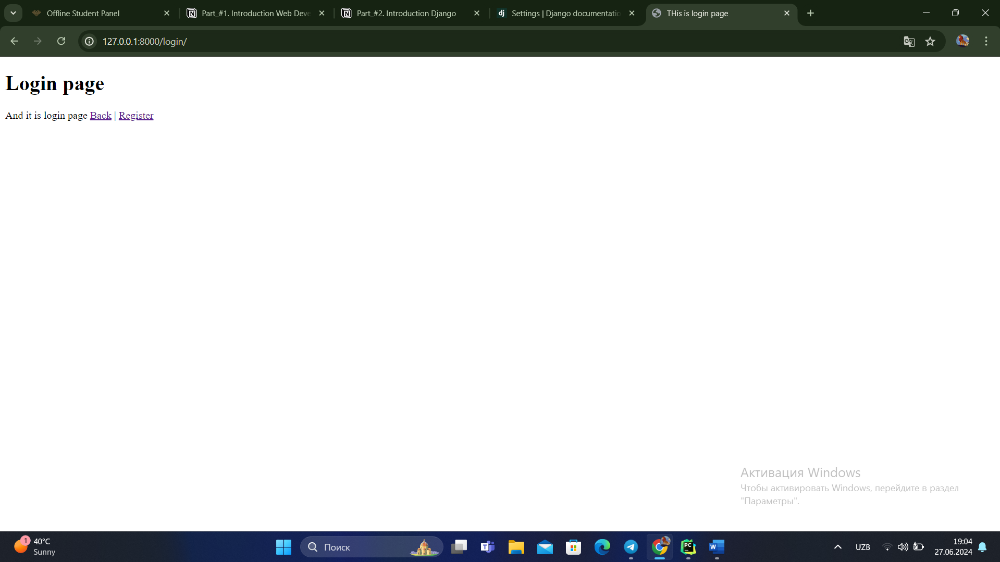 Offline Student Panel
Part_#1. Introduction Web Deve
Part_#2. Introduction Django
dj
Settings | Django documentatio
THis is login page
127.0.0.1:8000/login/
Login page
And it is login page Back | Register
Активация Windows
Чтобы активировать Windows, перейдите в раздел
"Параметры".
1
40°C
Sunny
Поиск
PC
W
UZB
19:04
27.06.2024